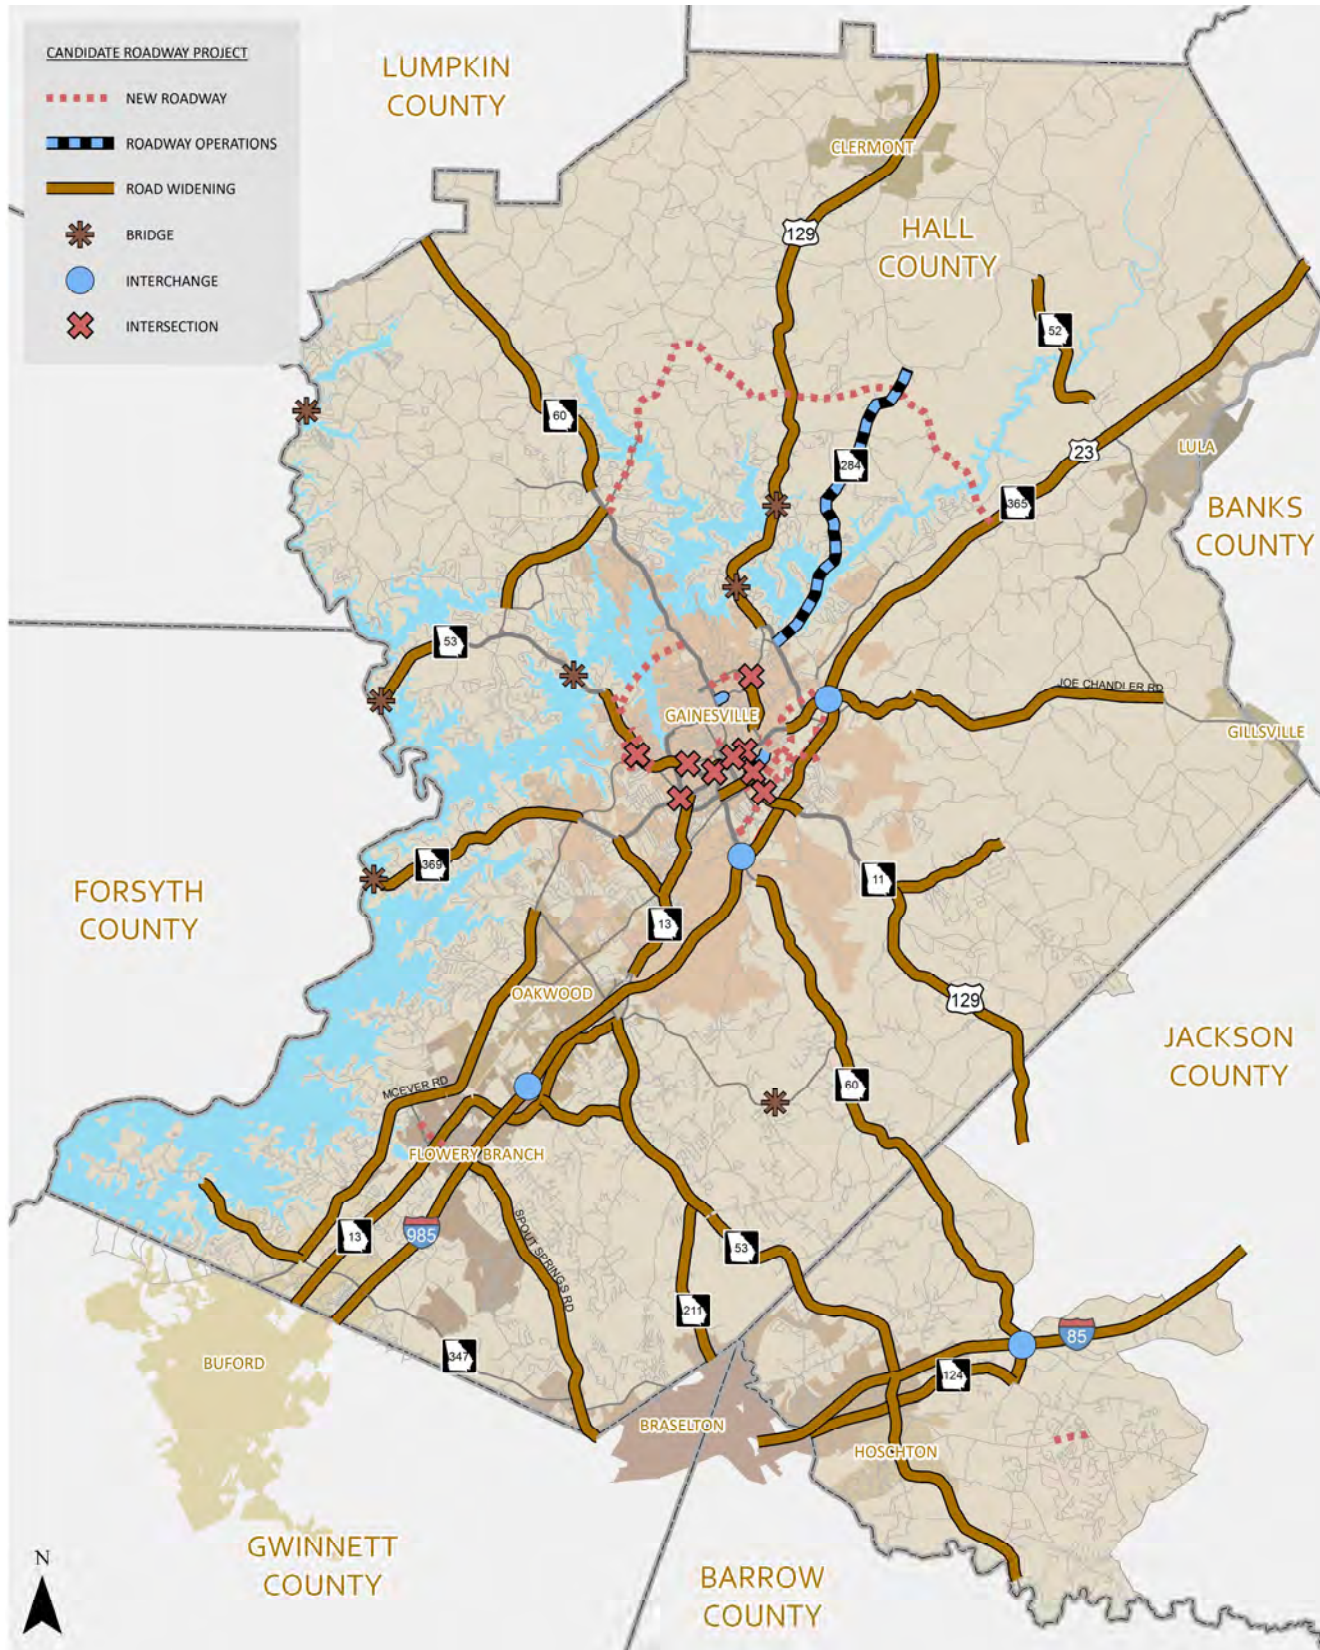 CANDIDATE ROADWAY PROJECT
NEW ROADWAY
ROADWAY OPERATIONS
ROAD WIDENING
BRIDGE
INTERCHANGE
INTERSECTION
LUMPKIN
COUNTY
CLERMONT
129
HALL
COUNTY
52
60
23
LULA
284
365
BANKS
COUNTY
53
JOE CHANDLER RD
GAINESVILLE
GILLSVILLE
369
11
FORSYTH
COUNTY
13
OAKWOOD
129
JACKSON
COUNTY
MCEVER RD
60
FLOWERY BRANCH
SPOUT SPRINGS RD
13
985
53
211
85
347
BUFORD
124
BRASELTON
HOSCHTON
GWINNETT
COUNTY
N
BARROW
COUNTY